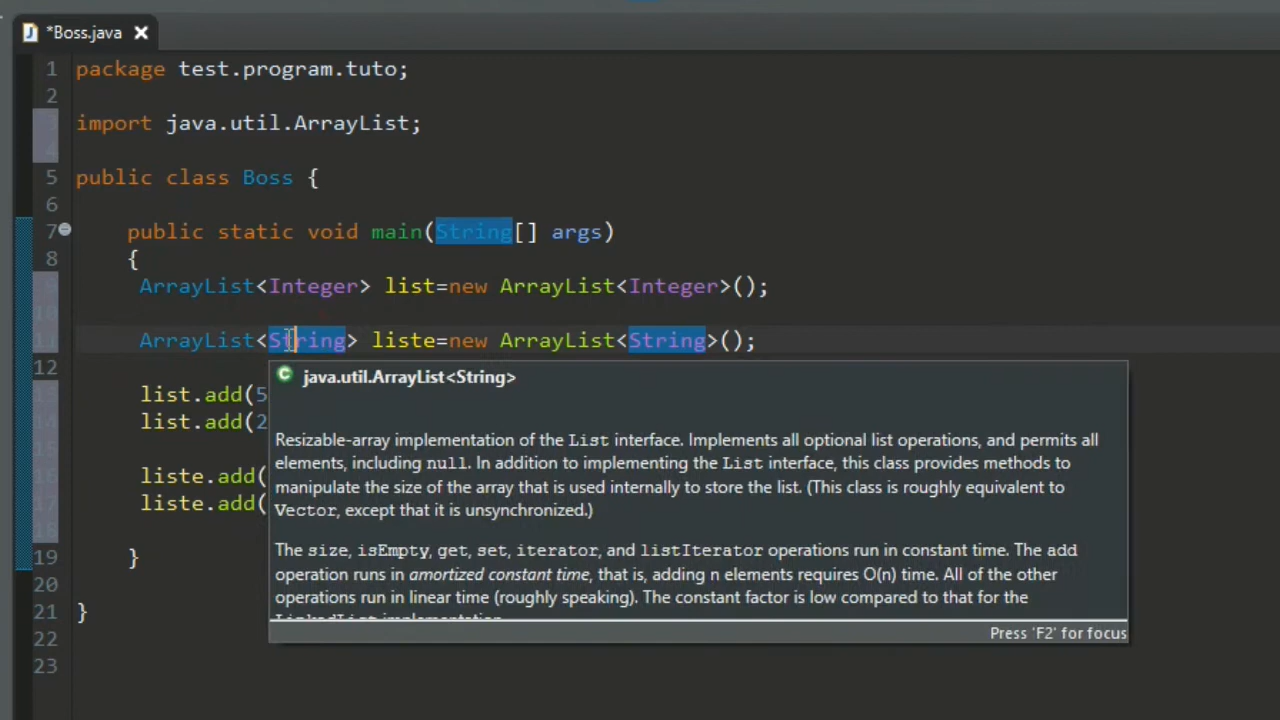 *Boss.java
1 package test.program.tuto;
2
import java.util.ArrayList;
5 public class Boss {
6
7 public static void main(String[] args)
8 {
ArrayList<Integer> list=new ArrayList<Integer>();
ArrayList<String> liste=new ArrayList<String>();
12
list.add(5
list.add(2
liste.add(
liste.add(
19 }
20
21 }
22
23
java.util.ArrayList<String>
Resizable-array implementation of the List interface. Implements all optional list operations, and permits all
elements, including null. In addition to implementing the List interface, this class provides methods to
manipulate the size of the array that is used internally to store the list. (This class is roughly equivalent to
Vector, except that it is unsynchronized.)
The size, isEmpty, get, set, iterator, and listIterator operations run in constant time. The add
operation runs in amortized constant time, that is, adding n elements requires O(n) time. All of the other
operations run in linear time (roughly speaking). The constant factor is low compared to that for the
Press 'F2' for focus